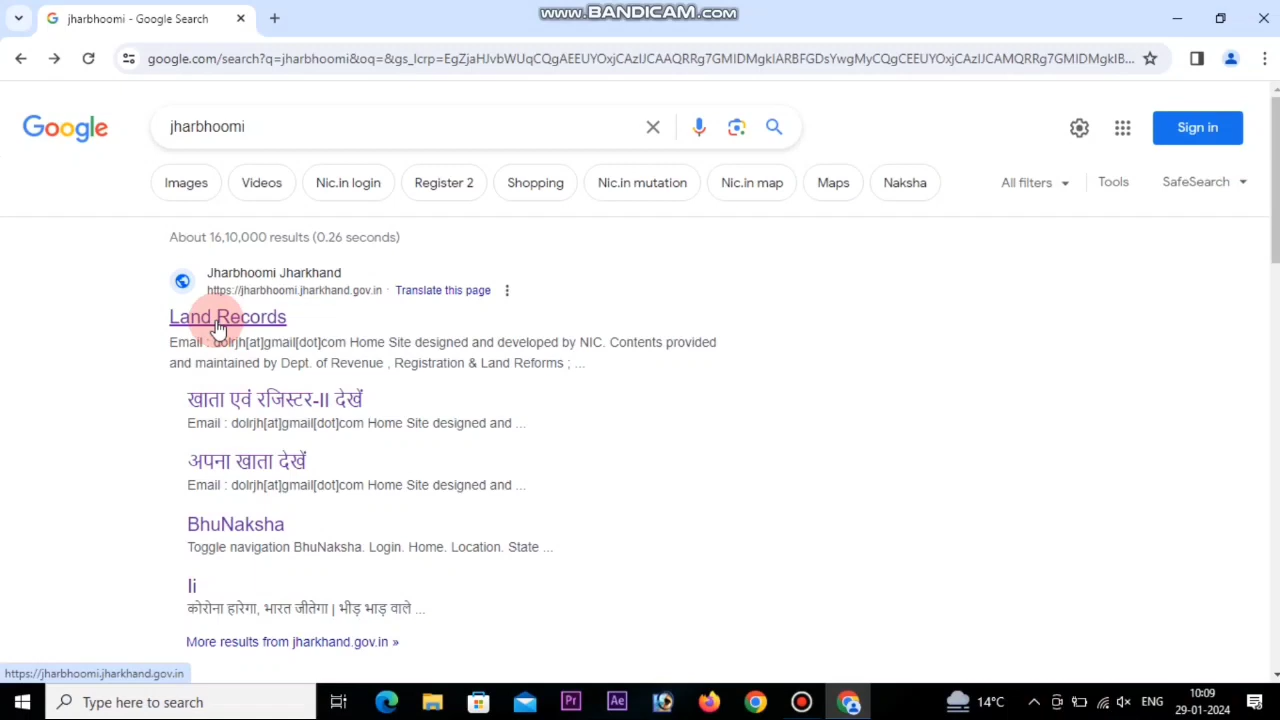 jharbhoomi - Google Search
www.BANDICAM.com
google.com/search?q=jharbhoomi&oq=&gs_lcrp=EgZjaHJvbWUqCQgAEEUYOxjCAzIJCAAQRRg7GMIDMgkIARBFGDsYwgMyCQgCEEUYOxjCAzIJCAMQRRg7GMIDMgkIB...
Google
jharbhoomi
Sign in
Images Videos Nic.in login Register 2 Shopping Nic.in mutation Nic.in map Maps Naksha All filters Tools SafeSearch
About 16,10,000 results (0.26 seconds)
Jharbhoomi Jharkhand
https://jharbhoomi.jharkhand.gov.in · Translate this page
Land Records
Email : dolrjh[at]gmail[dot]com Home Site designed and developed by NIC. Contents provided
and maintained by Dept. of Revenue , Registration & Land Reforms ; ...
खाता एवं रजिस्टर-II देखें
Email : dolrjh[at]gmail[dot]com Home Site designed and ...
अपना खाता देखें
Email : dolrjh[at]gmail[dot]com Home Site designed and ...
BhuNaksha
Toggle navigation BhuNaksha. Login. Home. Location. State ...
Ii
कोरोना हारेगा, भारत जीतेगा | भीड़ भाड़ वाले ...
More results from jharkhand.gov.in »
https://jharbhoomi.jharkhand.gov.in
Type here to search
Pr
Ae
14°C
ENG
10:09
29-01-2024